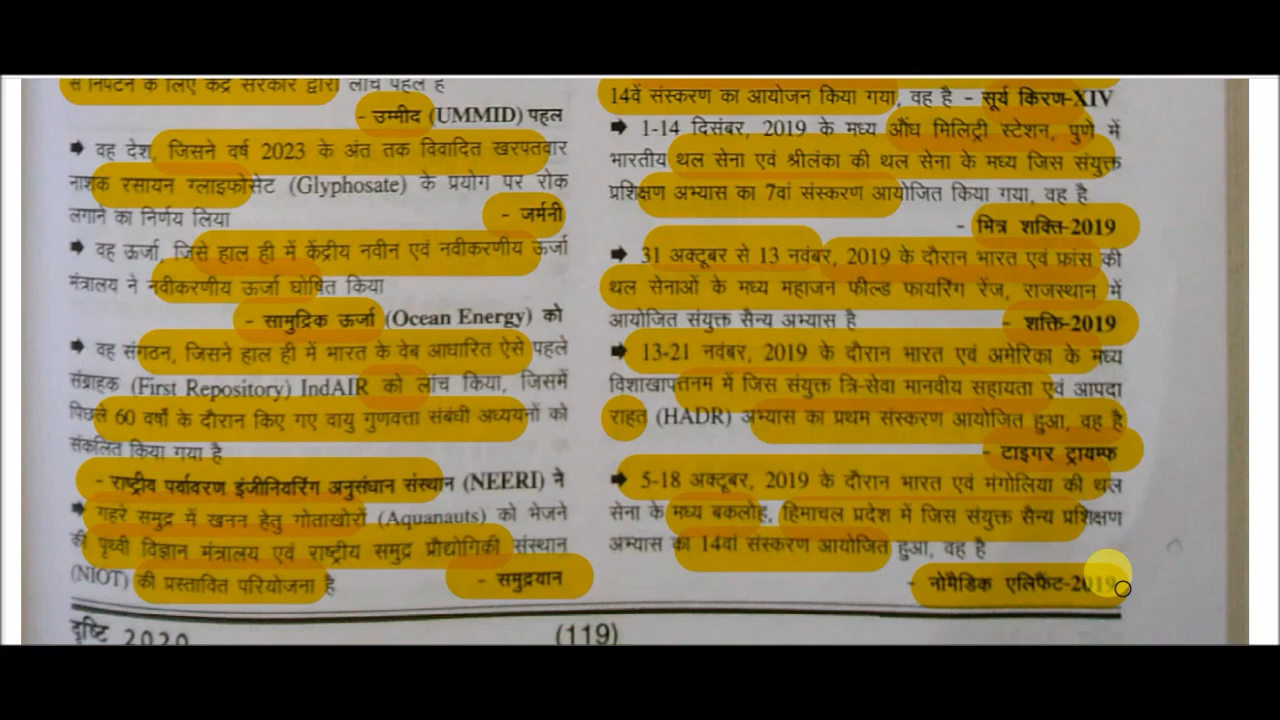 से निपटने के लिए केंद्र सरकार द्वारा लॉन्च पहल है
- उम्मीद (UMMID) पहल
➡ वह देश, जिसने वर्ष 2023 के अंत तक विवादित खरपतवार
नाशक रसायन ग्लाइफोसेट (Glyphosate) के प्रयोग पर रोक
लगाने का निर्णय लिया - जर्मनी
➡ वह ऊर्जा, जिसे हाल ही में केंद्रीय नवीन एवं नवीकरणीय ऊर्जा
मंत्रालय ने नवीकरणीय ऊर्जा घोषित किया
- सामुद्रिक ऊर्जा (Ocean Energy) को
➡ वह संगठन, जिसने हाल ही में भारत के वेब आधारित ऐसे पहले
संग्राहक (First Repository) IndAIR को लांच किया, जिसमें
पिछले 60 वर्षों के दौरान किए गए वायु गुणवत्ता संबंधी अध्ययनों को
संकलित किया गया है
- राष्ट्रीय पर्यावरण इंजीनियरिंग अनुसंधान संस्थान (NEERI) ने
➡ गहरे समुद्र में खनन हेतु गोताखोरों (Aquanauts) को भेजने
की पृथ्वी विज्ञान मंत्रालय एवं राष्ट्रीय समुद्र प्रौद्योगिकी संस्थान
(NIOT) की प्रस्तावित परियोजना है - समुद्रयान
14वें संस्करण का आयोजन किया गया, वह है - सूर्य किरण-XIV
➡ 1-14 दिसंबर, 2019 के मध्य औंध मिलिट्री स्टेशन, पुणे में
भारतीय थल सेना एवं श्रीलंका की थल सेना के मध्य जिस संयुक्त
प्रशिक्षण अभ्यास का 7वां संस्करण आयोजित किया गया, वह है
- मित्र शक्ति-2019
➡ 31 अक्टूबर से 13 नवंबर, 2019 के दौरान भारत एवं फ्रांस की
थल सेनाओं के मध्य महाजन फील्ड फायरिंग रेंज, राजस्थान में
आयोजित संयुक्त सैन्य अभ्यास है - शक्ति-2019
➡ 13-21 नवंबर, 2019 के दौरान भारत एवं अमेरिका के मध्य
विशाखापत्तनम में जिस संयुक्त त्रि-सेवा मानवीय सहायता एवं आपदा
राहत (HADR) अभ्यास का प्रथम संस्करण आयोजित हुआ, वह है
- टाइगर ट्रायम्फ
➡ 5-18 अक्टूबर, 2019 के दौरान भारत एवं मंगोलिया की थल
सेना के मध्य बकलोह, हिमाचल प्रदेश में जिस संयुक्त सैन्य प्रशिक्षण
अभ्यास का 14वां संस्करण आयोजित हुआ, वह है
- नोमैडिक एलिफैंट-2019
दृष्टि 2020 (119)